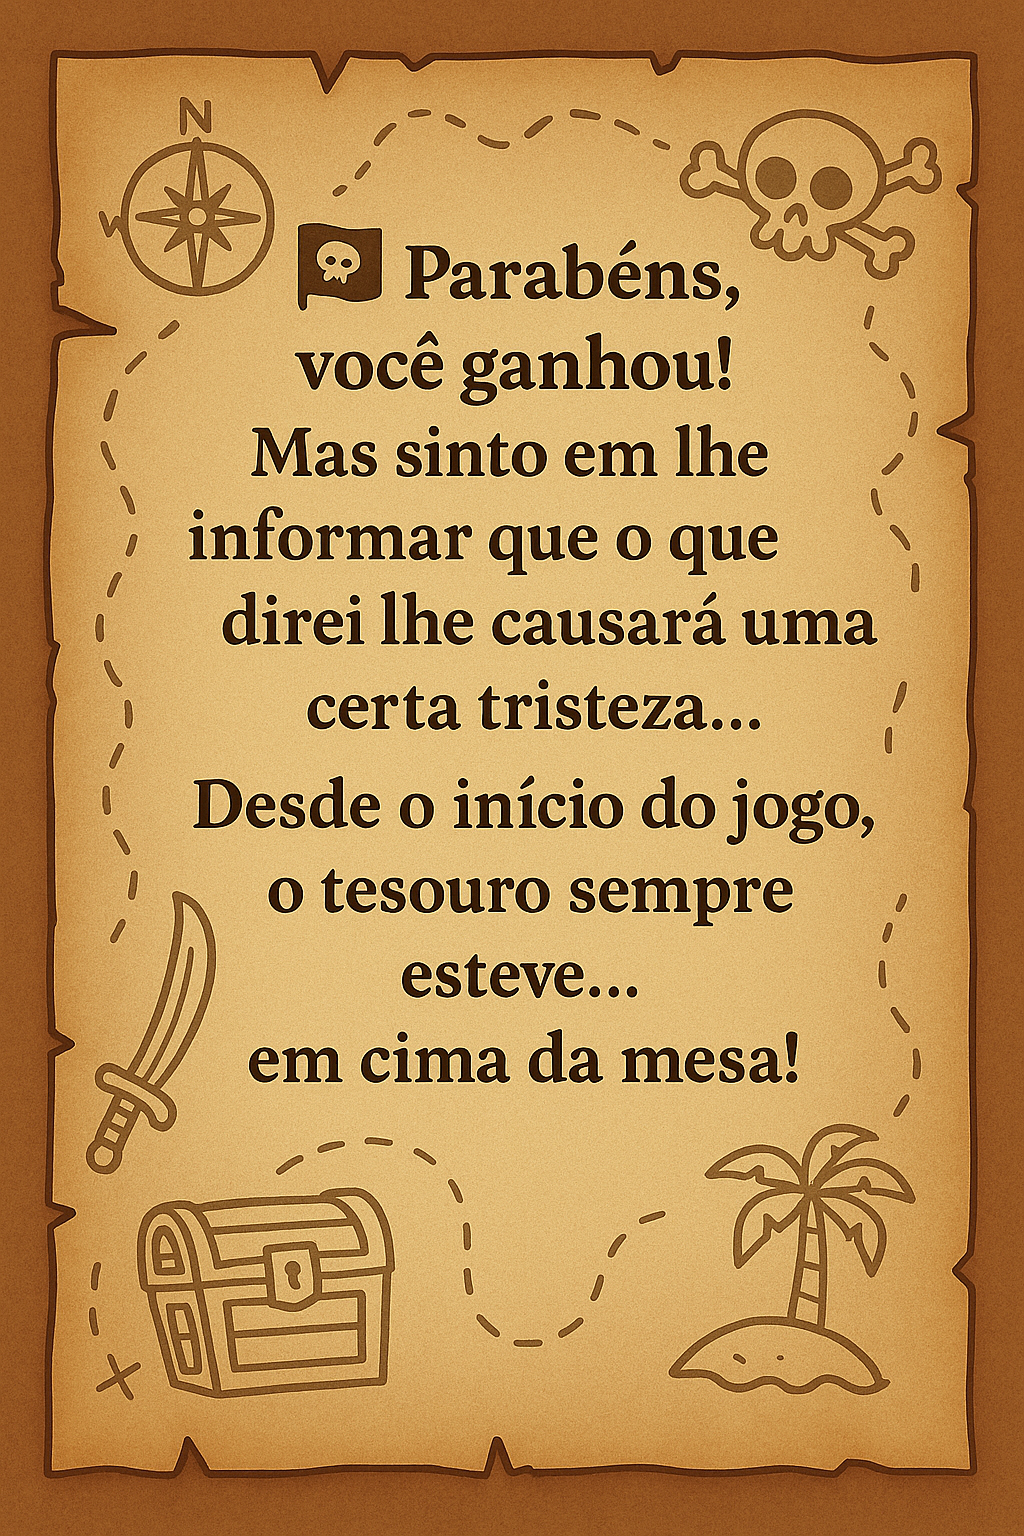 N
W
Parabéns,
você ganhou!
Mas sinto em lhe
informar que o que
direi lhe causará uma
certa tristeza...
Desde o início do jogo,
o tesouro sempre
esteve...
em cima da mesa!